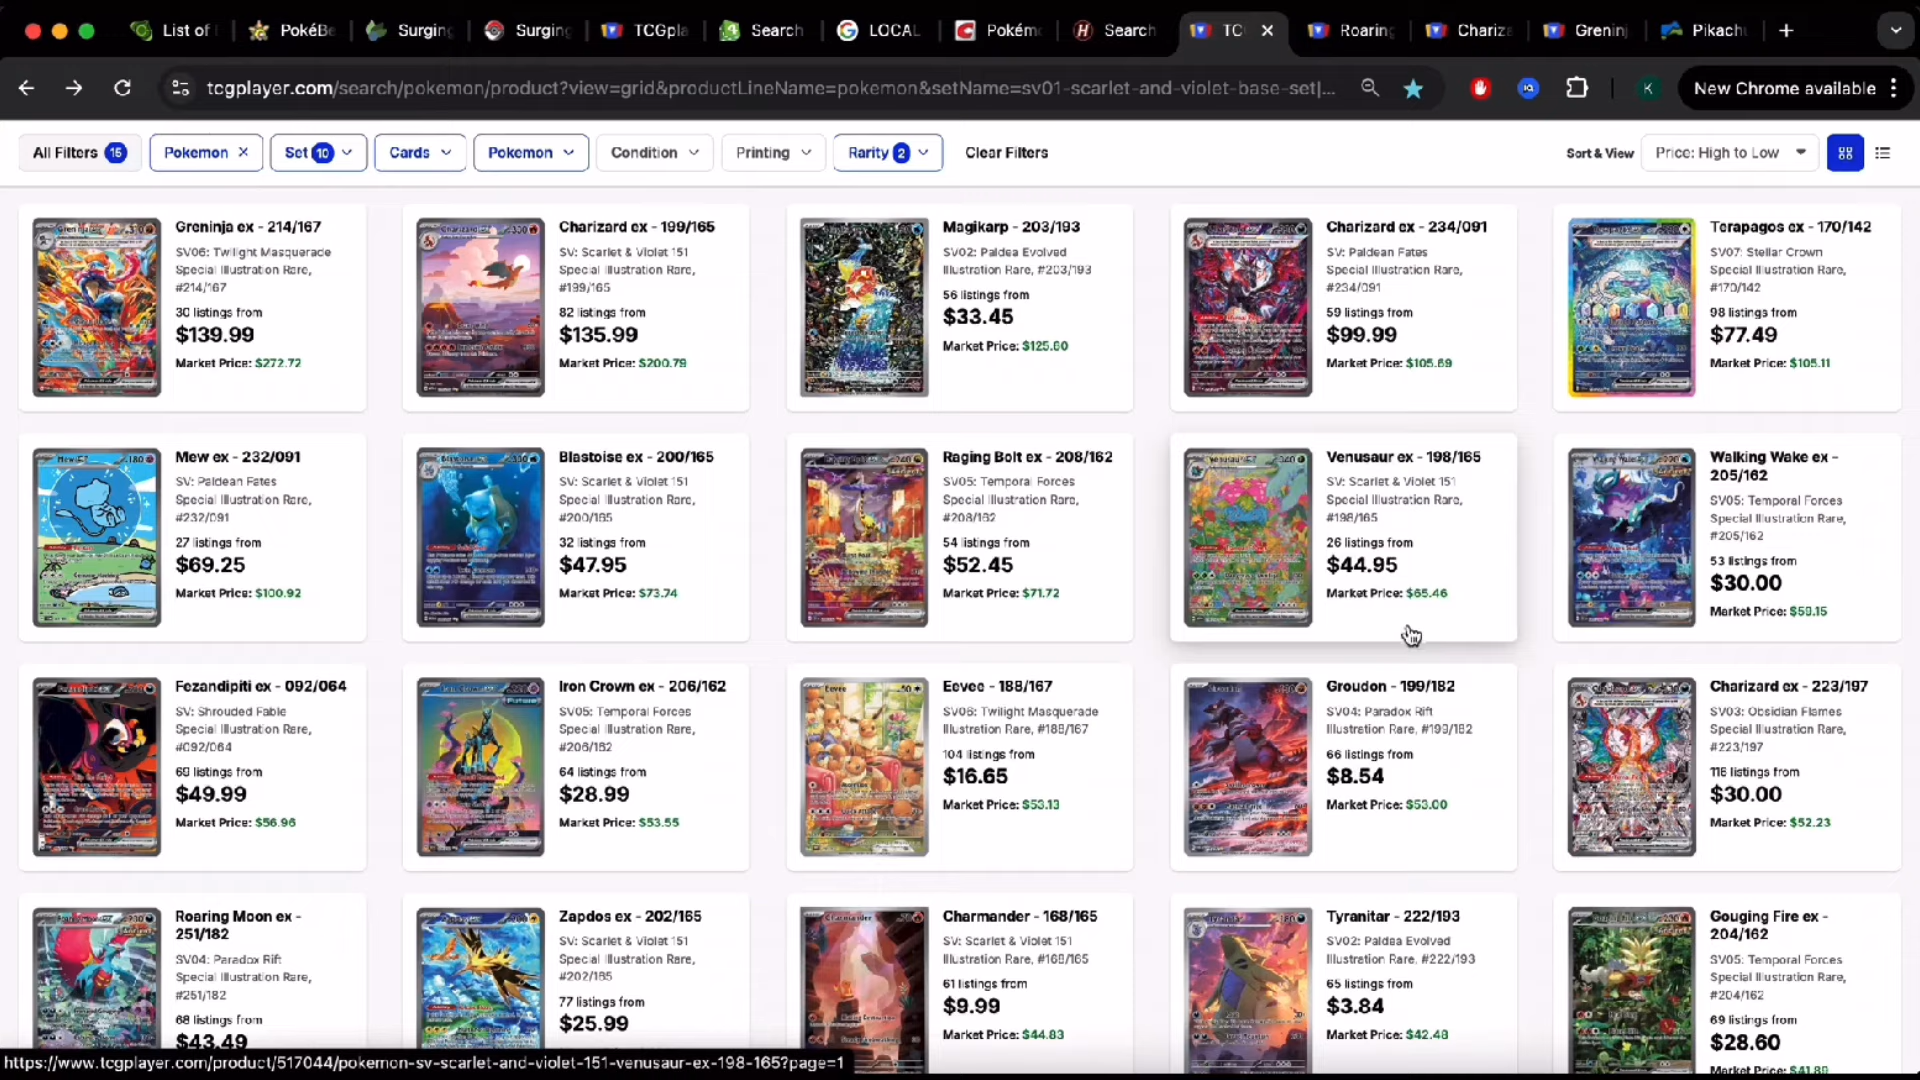 List of
PokéBe
Surging
Surging
TCGpla
Search
LOCAL
Pokém
Search
TC
Roaring
Chariza
Greninj
Pikach
tcgplayer.com/search/pokemon/product?view=grid&productLineName=pokemon&setName=sv01-scarlet-and-violet-base-set|...
K
New Chrome available
All Filters 15
Pokemon
Set 10
Cards
Pokemon
Condition
Printing
Rarity 2
Clear Filters
Sort & View
Price: High to Low
Greninja ex - 214/167
SV06: Twilight Masquerade
Special Illustration Rare,
#214/167
30 listings from
$139.99
Market Price: $272.72
Charizard ex - 199/165
SV: Scarlet & Violet 151
Special Illustration Rare,
#199/165
82 listings from
$135.99
Market Price: $200.79
Magikarp - 203/193
SV02: Paldea Evolved
Illustration Rare, #203/193
56 listings from
$33.45
Market Price: $125.80
Charizard ex - 234/091
SV: Paldean Fates
Special Illustration Rare,
#234/091
59 listings from
$99.99
Market Price: $105.69
Terapagos ex - 170/142
SV07: Stellar Crown
Special Illustration Rare,
#170/142
98 listings from
$77.49
Market Price: $105.11
Mew ex - 232/091
SV: Paldean Fates
Special Illustration Rare,
#232/091
27 listings from
$69.25
Market Price: $100.92
Blastoise ex - 200/165
SV: Scarlet & Violet 151
Special Illustration Rare,
#200/165
32 listings from
$47.95
Market Price: $73.74
Raging Bolt ex - 208/162
SV05: Temporal Forces
Special Illustration Rare,
#208/162
54 listings from
$52.45
Market Price: $71.72
Venusaur ex - 198/165
SV: Scarlet & Violet 151
Special Illustration Rare,
#198/165
26 listings from
$44.95
Market Price: $65.46
Walking Wake ex -
205/162
SV05: Temporal Forces
Special Illustration Rare,
#205/162
53 listings from
$30.00
Market Price: $59.15
Fezandipiti ex - 092/064
SV: Shrouded Fable
Special Illustration Rare,
#092/064
69 listings from
$49.99
Market Price: $56.96
Iron Crown ex - 206/162
SV05: Temporal Forces
Special Illustration Rare,
#206/162
64 listings from
$28.99
Market Price: $53.55
Eevee - 188/167
SV06: Twilight Masquerade
Illustration Rare, #188/167
104 listings from
$16.65
Market Price: $53.13
Groudon - 199/182
SV04: Paradox Rift
Illustration Rare, #199/182
66 listings from
$8.54
Market Price: $53.00
Charizard ex - 223/197
SV03: Obsidian Flames
Special Illustration Rare,
#223/197
116 listings from
$30.00
Market Price: $52.23
Roaring Moon ex -
251/182
SV04: Paradox Rift
Special Illustration Rare,
#251/182
68 listings from
$43.49
Zapdos ex - 202/165
SV: Scarlet & Violet 151
Special Illustration Rare,
#202/165
77 listings from
$25.99
Charmander - 168/165
SV: Scarlet & Violet 151
Illustration Rare, #168/165
61 listings from
$9.99
Market Price: $44.83
Tyranitar - 222/193
SV02: Paldea Evolved
Illustration Rare, #222/193
65 listings from
$3.84
Market Price: $42.48
Gouging Fire ex -
204/162
SV05: Temporal Forces
Special Illustration Rare,
#204/162
69 listings from
$28.60
Market Price: $41.89
https://www.tcgplayer.com/product/517044/pokemon-sv-scarlet-and-violet-151-venusaur-ex-198-165?page=1